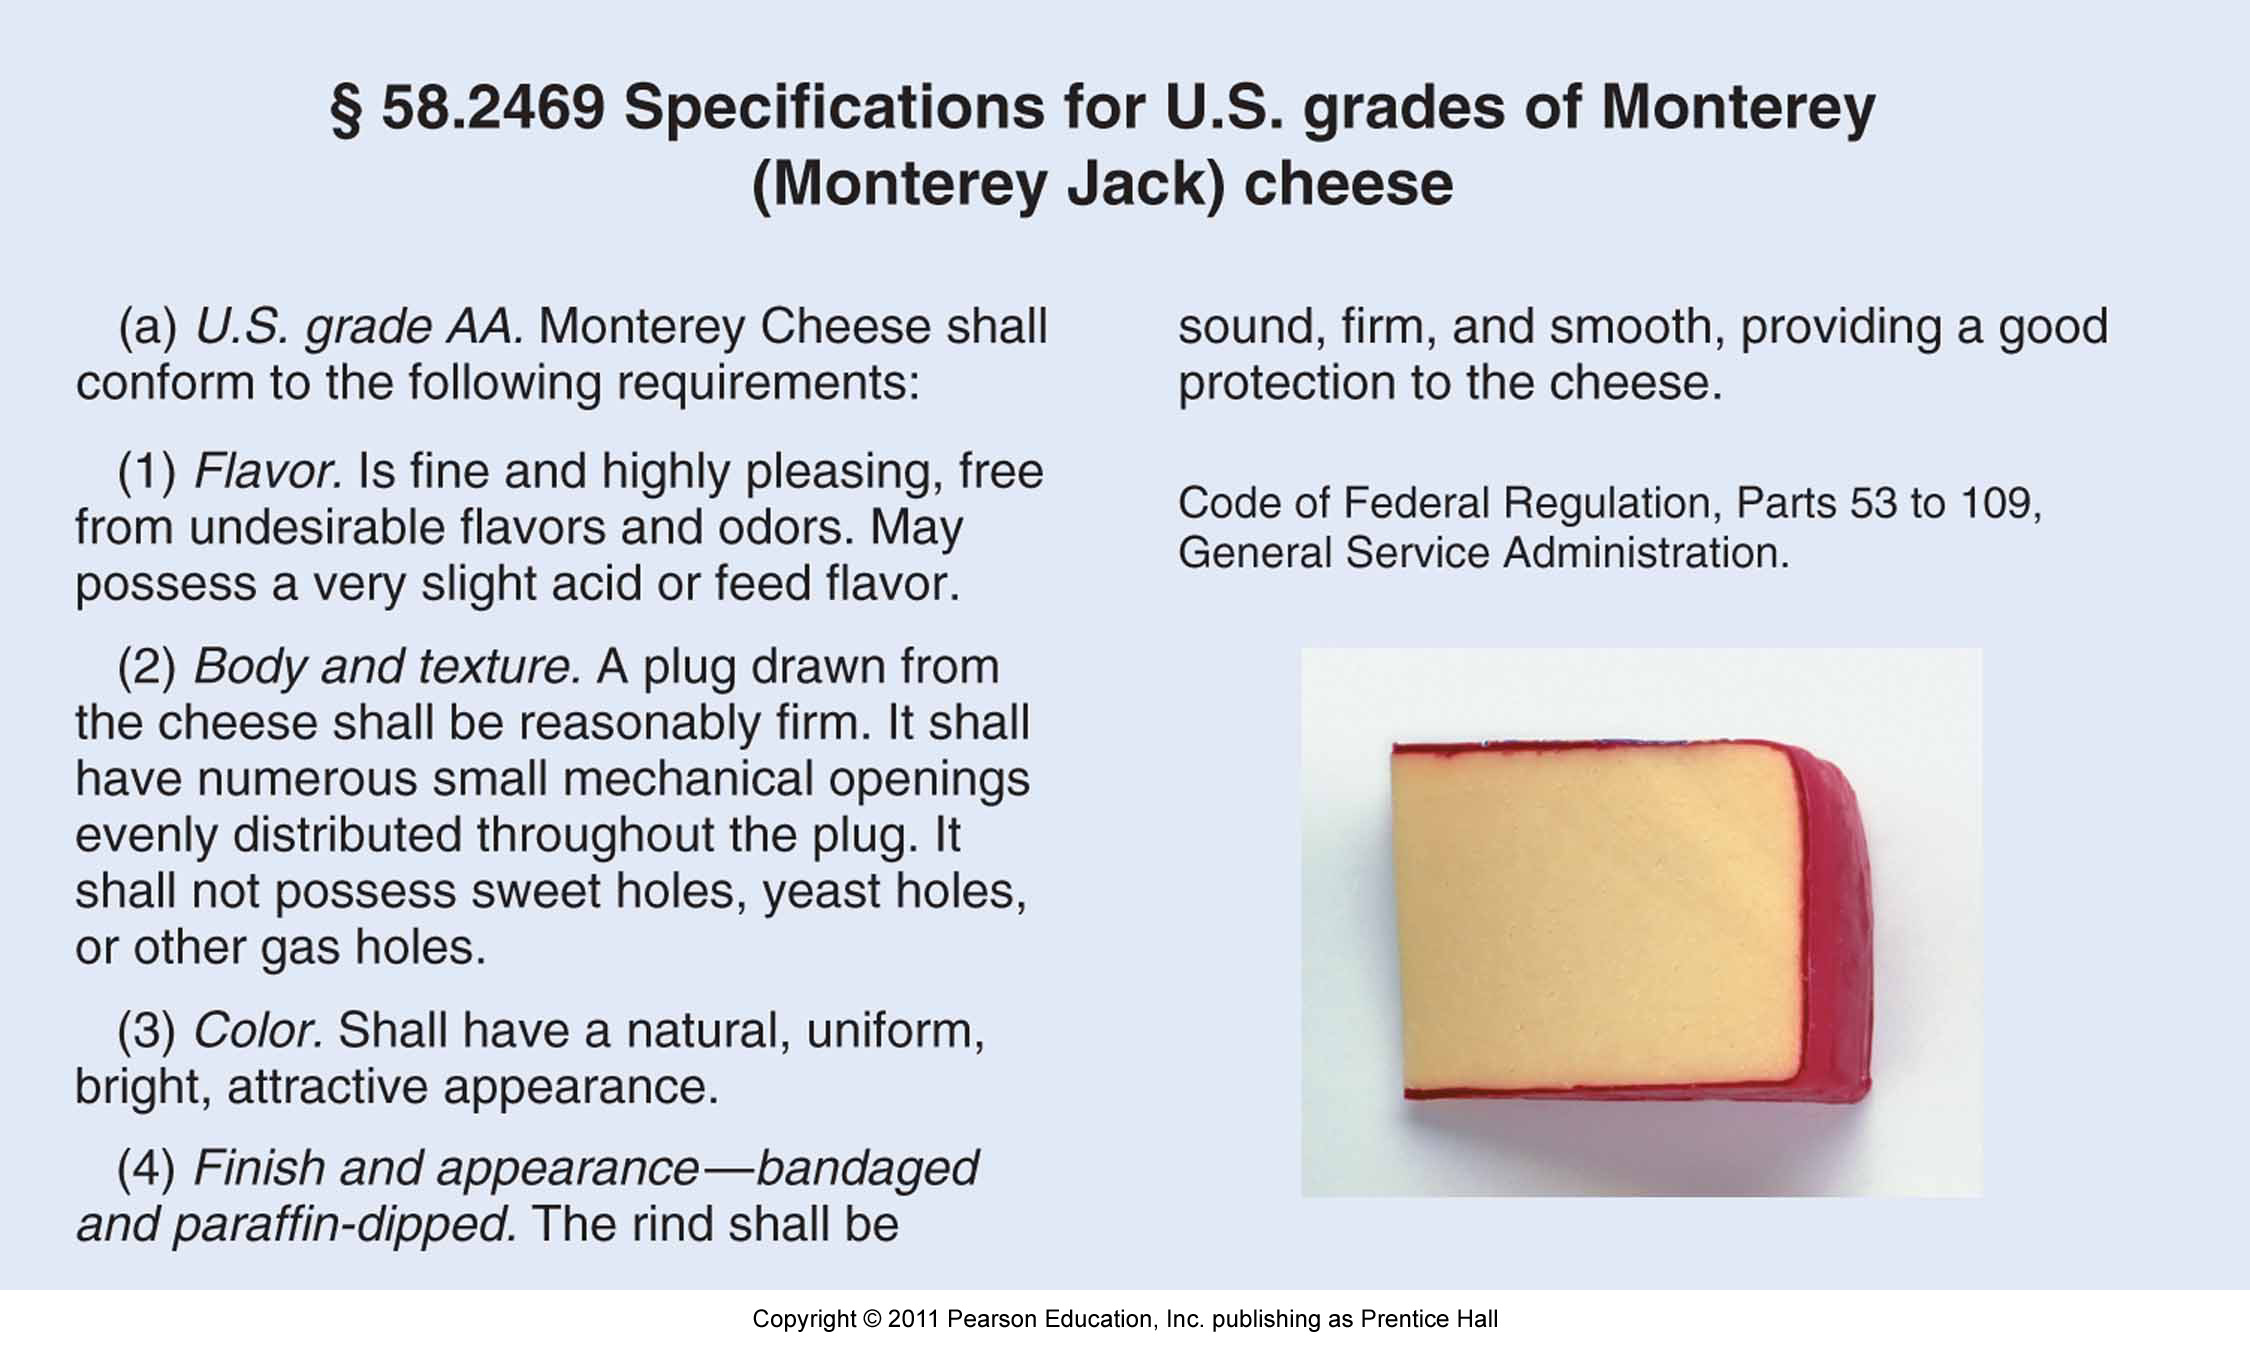 § 58.2469 Specifications for U.S. grades of Monterey
(Monterey Jack) cheese
(a) U.S. grade AA. Monterey Cheese shall
conform to the following requirements:
(1) Flavor. Is fine and highly pleasing, free
from undesirable flavors and odors. May
possess a very slight acid or feed flavor.
(2) Body and texture. A plug drawn from
the cheese shall be reasonably firm. It shall
have numerous small mechanical openings
evenly distributed throughout the plug. It
shall not possess sweet holes, yeast holes,
or other gas holes.
(3) Color. Shall have a natural, uniform,
bright, attractive appearance.
(4) Finish and appearance—bandaged
and paraffin-dipped. The rind shall be
sound, firm, and smooth, providing a good
protection to the cheese.
Code of Federal Regulation, Parts 53 to 109,
General Service Administration.
Copyright © 2011 Pearson Education, Inc. publishing as Prentice Hall